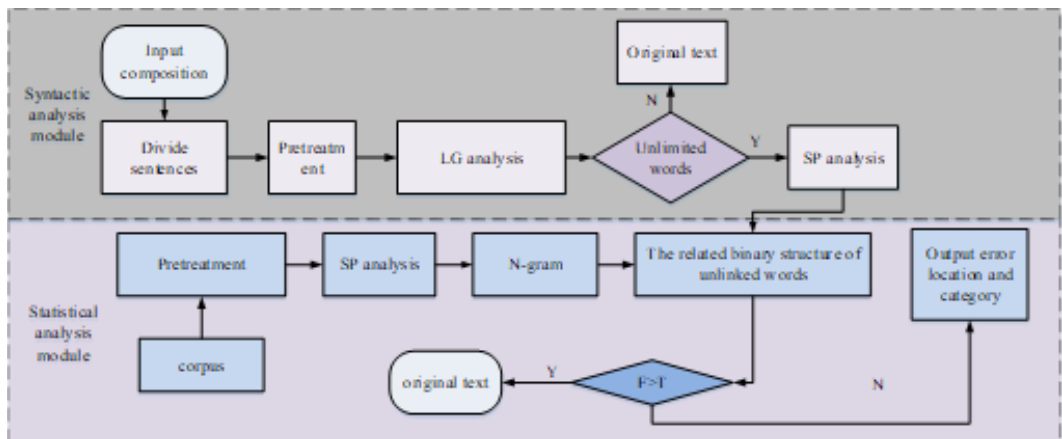 Input
composition
Original text
Syntactic
analysis
module
N
Divide
sentences
Pretreatm
ent
LG analysis
Unlimited
words
Y
SP analysis
Pretreatment
SP analysis
N-gram
The related binary structure of
unlinked words
Output error
location and
category
Statistical
analysis
module
corpus
original text
Y
F>T
N